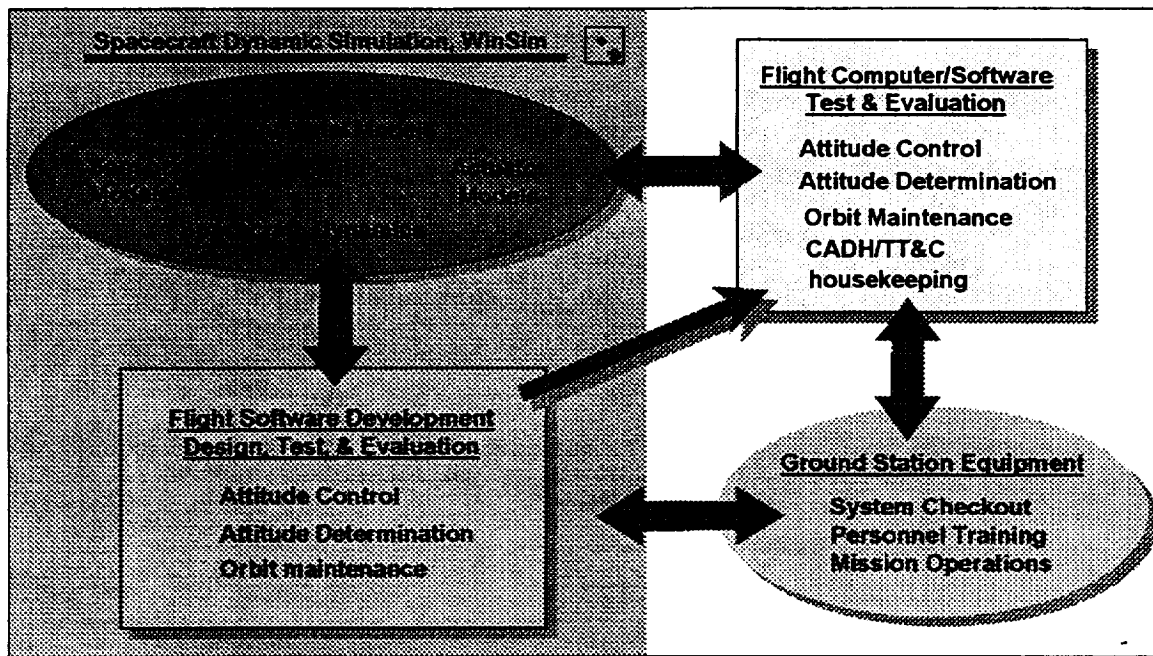 Spacecraft Dynamic Simulation, WinSim
Flight Computer/Software
Test & Evaluation
Attitude Control
Attitude Determination
Orbit Maintenance
CADH/TT&C
housekeeping
Flight Software Development
Design, Test, & Evaluation
Attitude Control
Attitude Determination
Orbit maintenance
Ground Station Equipment
System Checkout
Personnel Training
Mission Operations